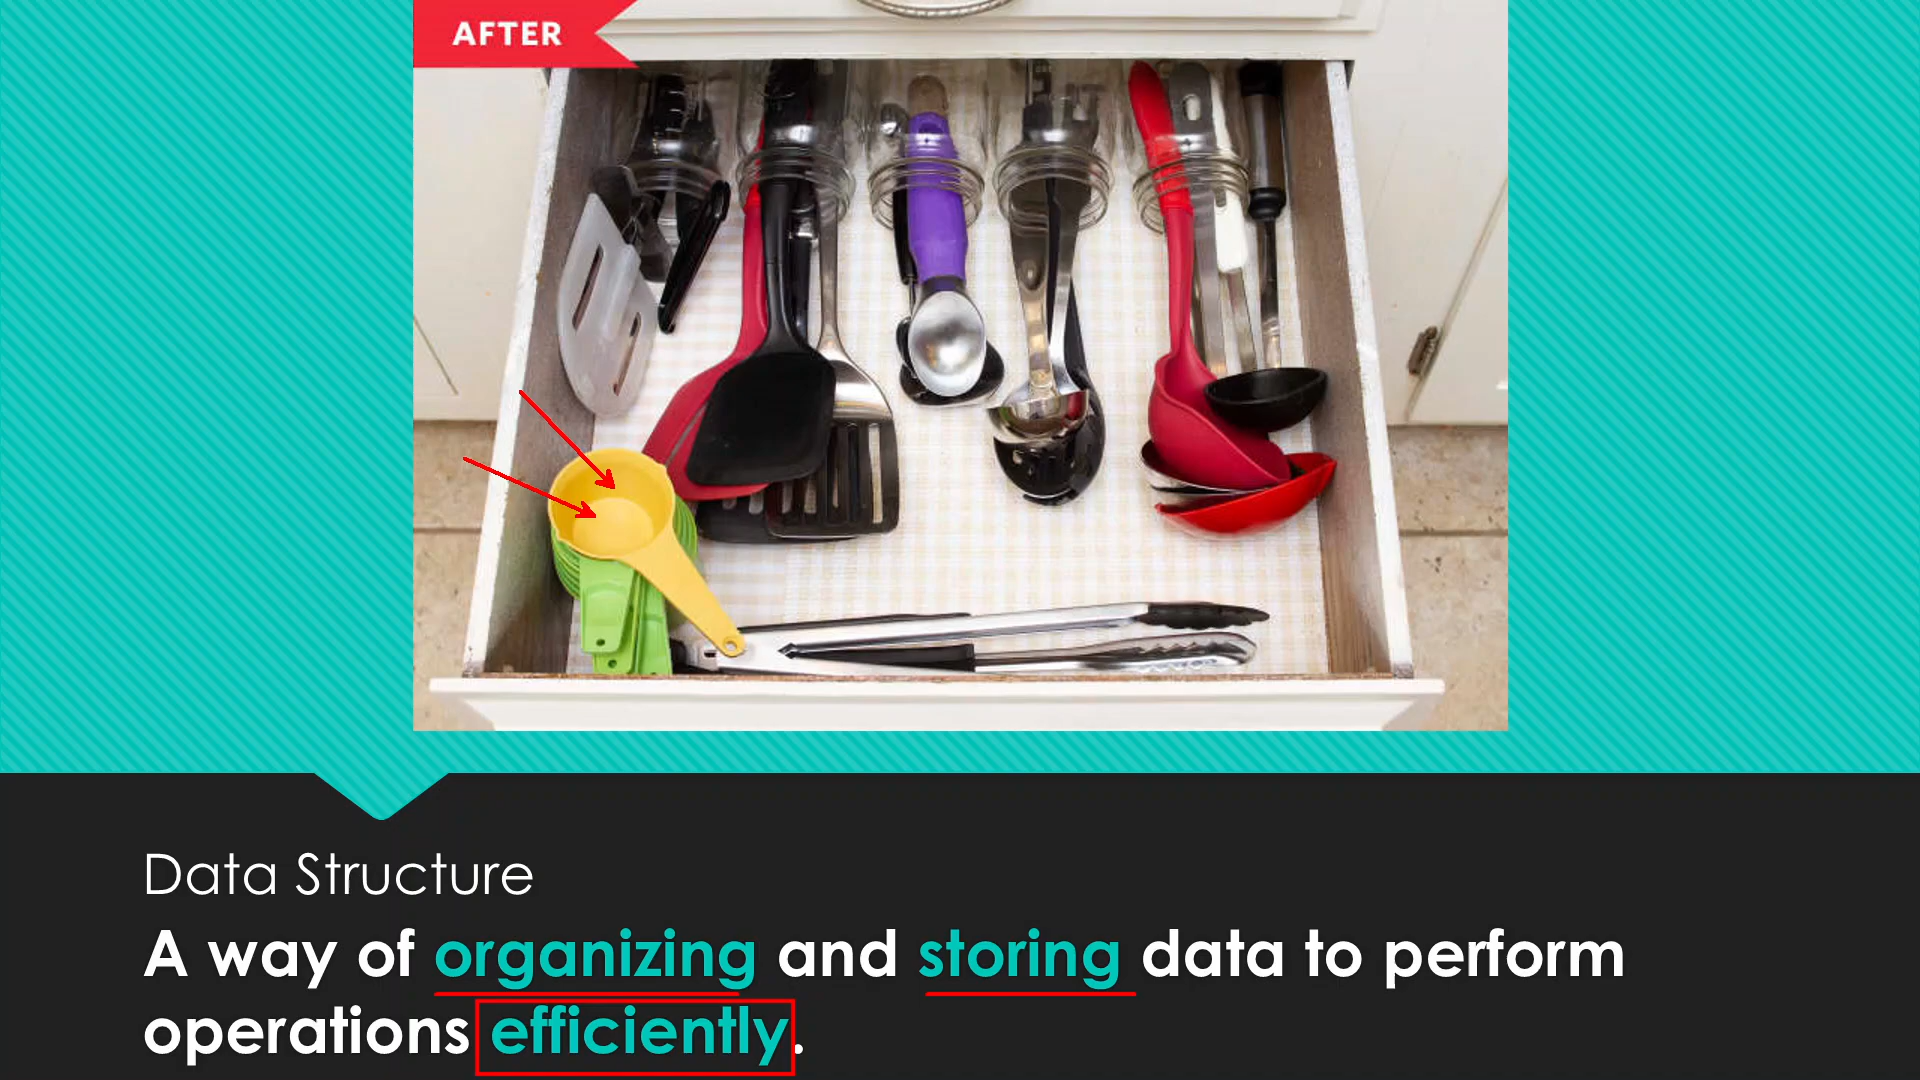 AFTER
Data Structure
A way of organizing and storing data to perform
operations efficiently.